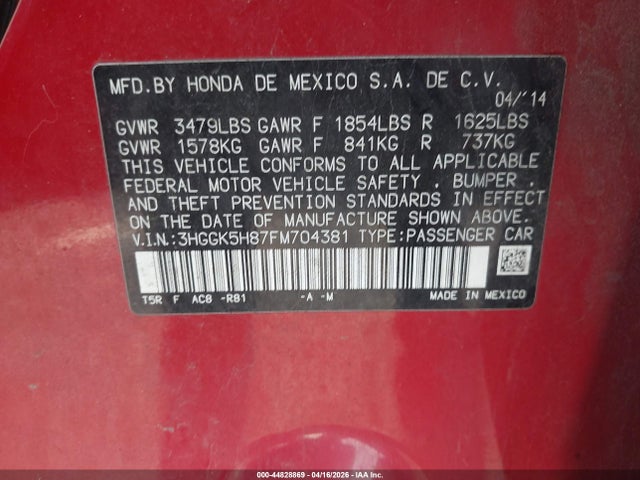 MFD.BY HONDA DE MEXICO S.A. DE C.V.
04/'14
GVWR 3479LBS GAWR F 1854LBS R 1625LBS
GVWR 1578KG GAWR F 841KG R 737KG
THIS VEHICLE CONFORMS TO ALL APPLICABLE
FEDERAL MOTOR VEHICLE SAFETY , BUMPER ,
AND THEFT PREVENTION STANDARDS IN EFFECT
ON THE DATE OF MANUFACTURE SHOWN ABOVE.
V.I.N.:3HGGK5H87FM704381 TYPE:PASSENGER CAR
T5R F AC8 -R81 -A -M MADE IN MEXICO
000-44828869 - 04/16/2026 - IAAI.COM